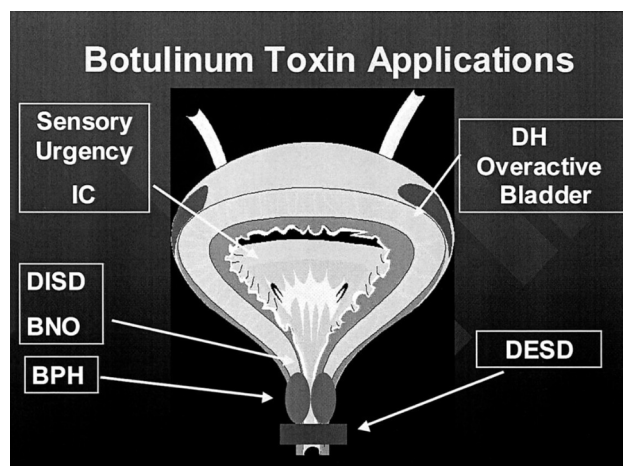 Botulinum Toxin Applications
Sensory
Urgency
IC
DH
Overactive
Bladder
DISD
BNO
BPH
DESD